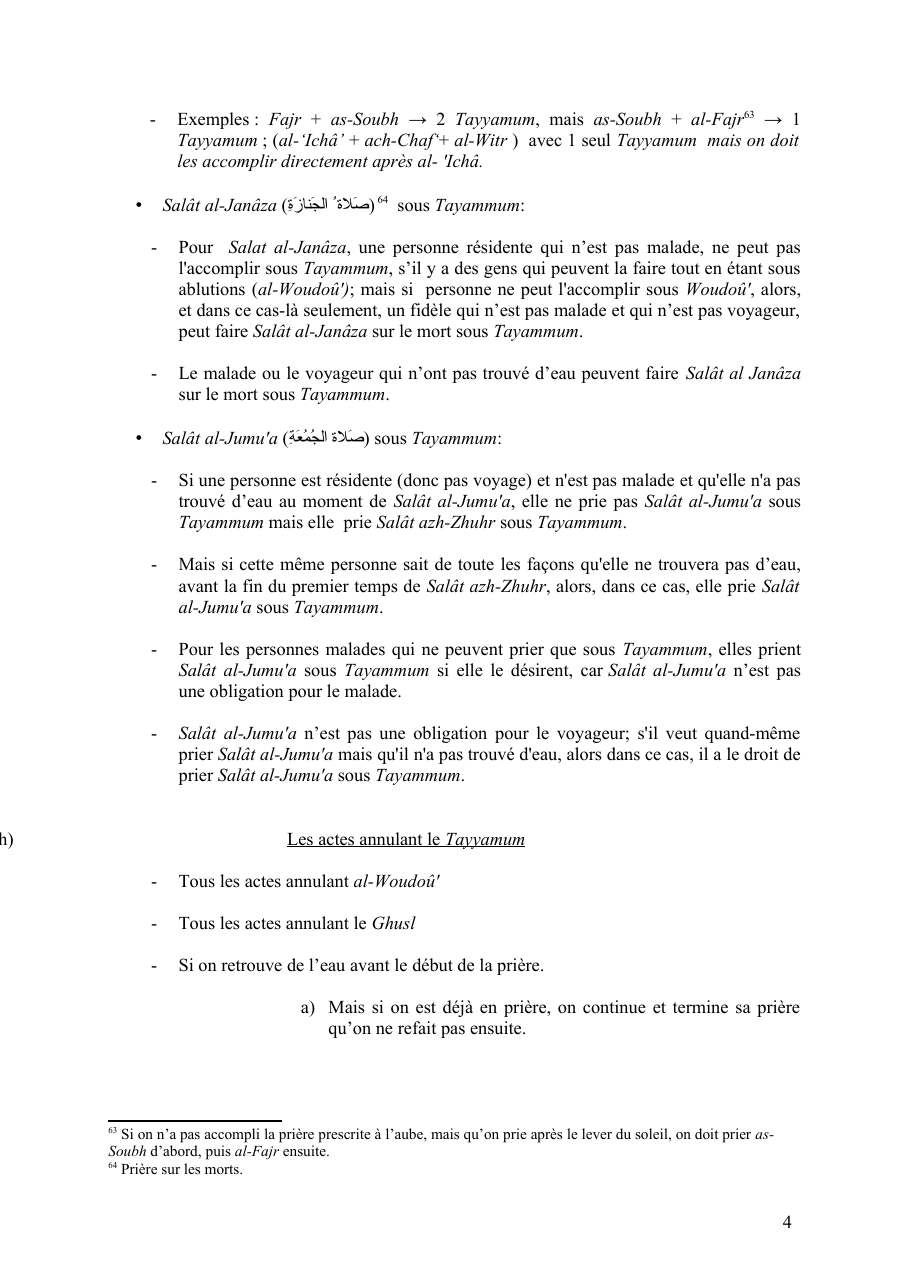 - Exemples : Fajr + as-Soubh → 2 Tayyanum, mais as-Soubh + al-Fajr63 → 1
Tayyamum ; (al-‘Ichâ’ + ach-Chaf‘+ al-Witr ) avec 1 seul Tayyamum mais on doit
les accomplir directement après al- 'Ichâ.
• Salât al-Janâza (صَلاةُ الجَنازَةِ) 64 sous Tayammum:
- Pour Salat al-Janâza, une personne résidente qui n’est pas malade, ne peut pas
l'accomplir sous Tayammum, s’il y a des gens qui peuvent la faire tout en étant sous
ablutions (al-Woudoû'); mais si personne ne peut l'accomplir sous Woudoû', alors,
et dans ce cas-là seulement, un fidèle qui n’est pas malade et qui n’est pas voyageur,
peut faire Salât al-Janâza sur le mort sous Tayammum.
- Le malade ou le voyageur qui n’ont pas trouvé d’eau peuvent faire Salât al Janâza
sur le mort sous Tayammum.
• Salât al-Jumu'a (صَلاة الجُمُعَةِ) sous Tayammum:
- Si une personne est résidente (donc pas voyage) et n'est pas malade et qu'elle n'a pas
trouvé d’eau au moment de Salât al-Jumu'a, elle ne prie pas Salât al-Jumu'a sous
Tayammum mais elle prie Salât azh-Zhuhr sous Tayammum.
- Mais si cette même personne sait de toute les façons qu'elle ne trouvera pas d’eau,
avant la fin du premier temps de Salât azh-Zhuhr, alors, dans ce cas, elle prie Salât
al-Jumu'a sous Tayammum.
- Pour les personnes malades qui ne peuvent prier que sous Tayammum, elles prient
Salât al-Jumu'a sous Tayammum si elle le désirent, car Salât al-Jumu'a n’est pas
une obligation pour le malade.
- Salât al-Jumu'a n’est pas une obligation pour le voyageur; s'il veut quand-même
prier Salât al-Jumu'a mais qu'il n'a pas trouvé d'eau, alors dans ce cas, il a le droit de
prier Salât al-Jumu'a sous Tayammum.
h) Les actes annulant le Tayyamum
- Tous les actes annulant al-Woudoû'
- Tous les actes annulant le Ghusl
- Si on retrouve de l’eau avant le début de la prière.
a) Mais si on est déjà en prière, on continue et termine sa prière
qu’on ne refait pas ensuite.
63 Si on n’a pas accompli la prière prescrite à l’aube, mais qu’on prie après le lever du soleil, on doit prier as-
Soubh d’abord, puis al-Fajr ensuite.
64 Prière sur les morts.
4